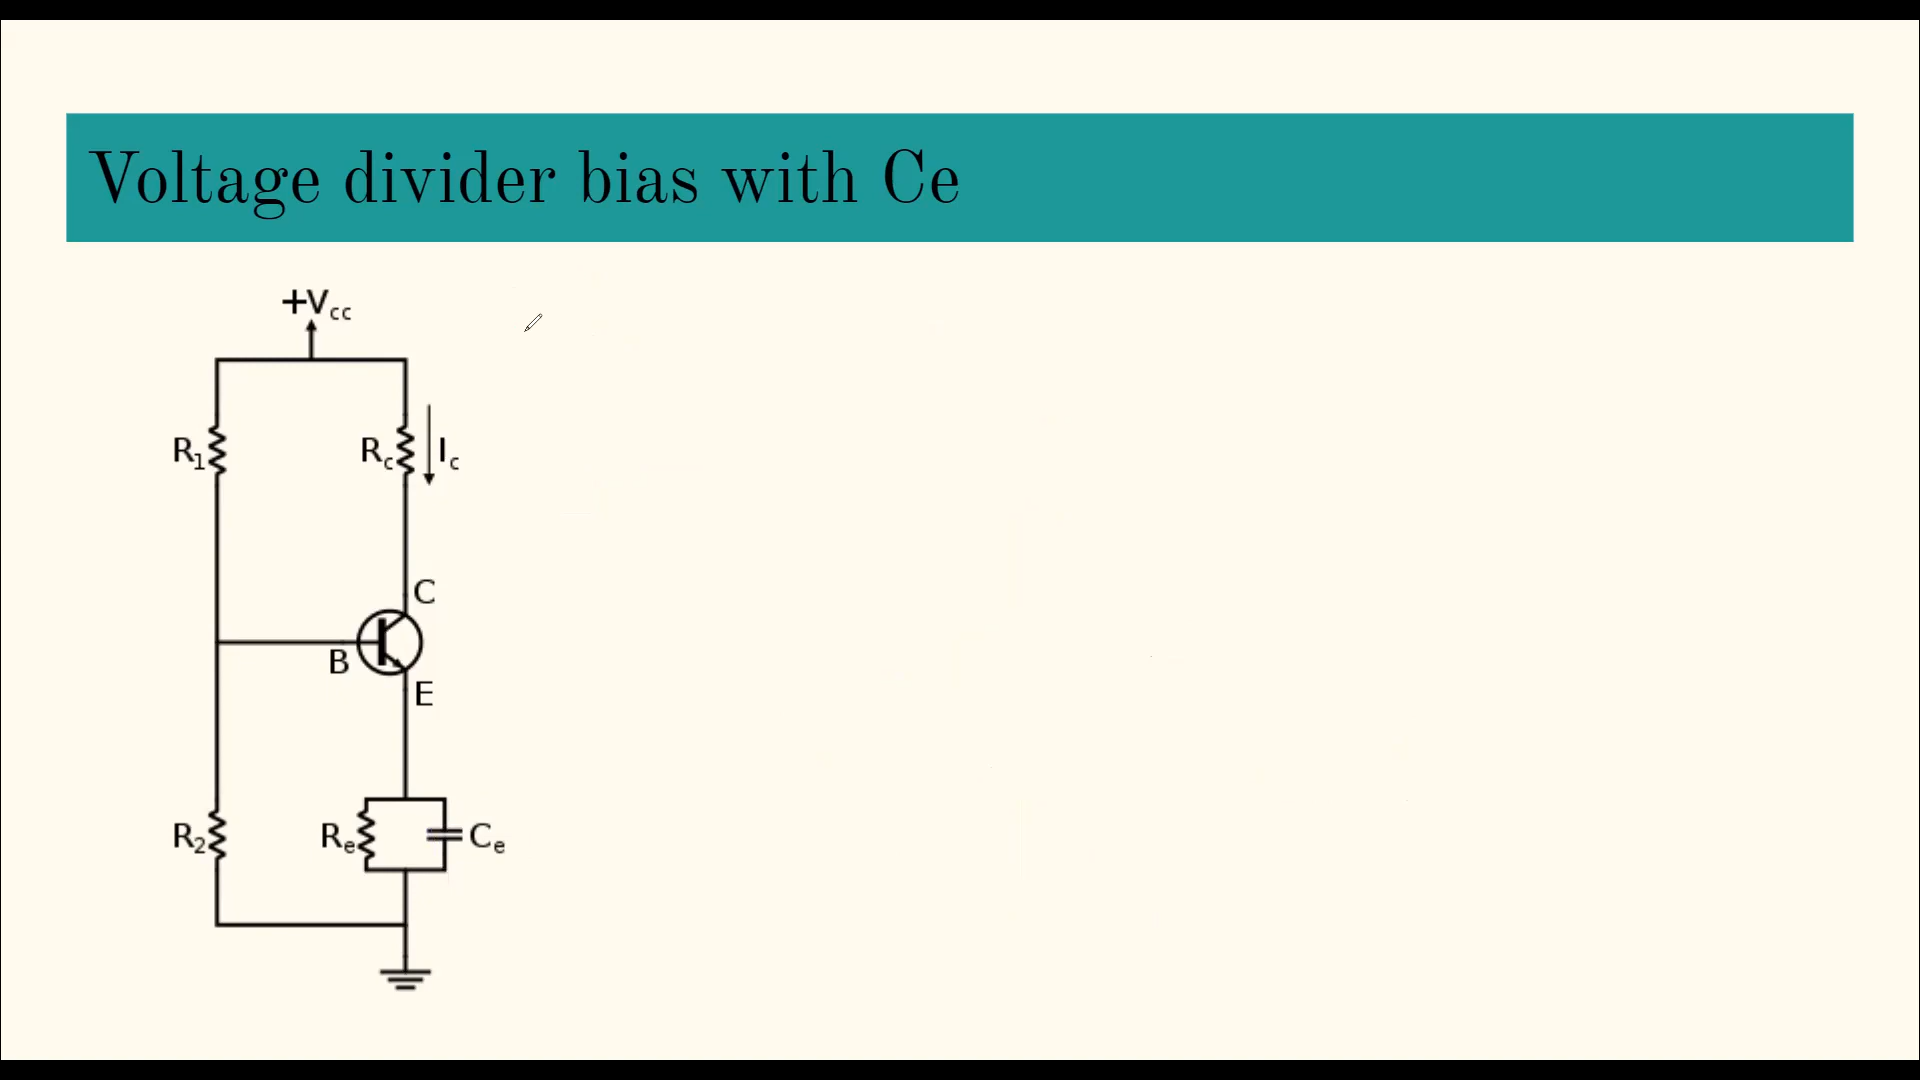 Voltage divider bias with Ce
+Vcc
R1
Rc
Ic
C
B
E
R2
Re
Ce